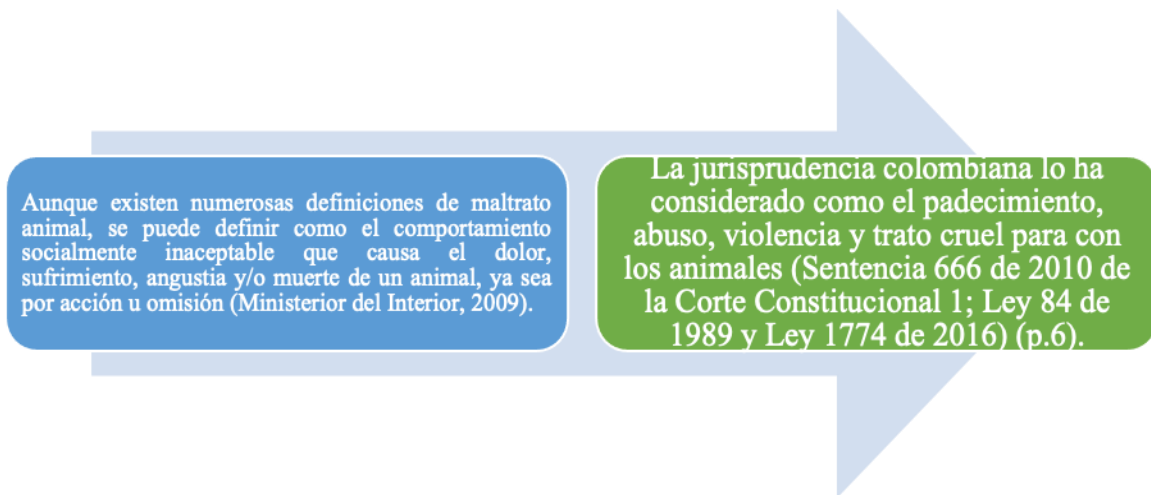 Aunque existen numerosas definiciones de maltrato
animal, se puede definir como el comportamiento
socialmente inaceptable que causa el dolor,
sufrimiento, angustia y/o muerte de un animal, ya sea
por acción u omisión (Ministerior del Interior, 2009).
La jurisprudencia colombiana lo ha
considerado como el padecimiento,
abuso, violencia y trato cruel para con
los animales (Sentencia 666 de 2010 de
la Corte Constitucional 1; Ley 84 de
1989 y Ley 1774 de 2016) (p.6).